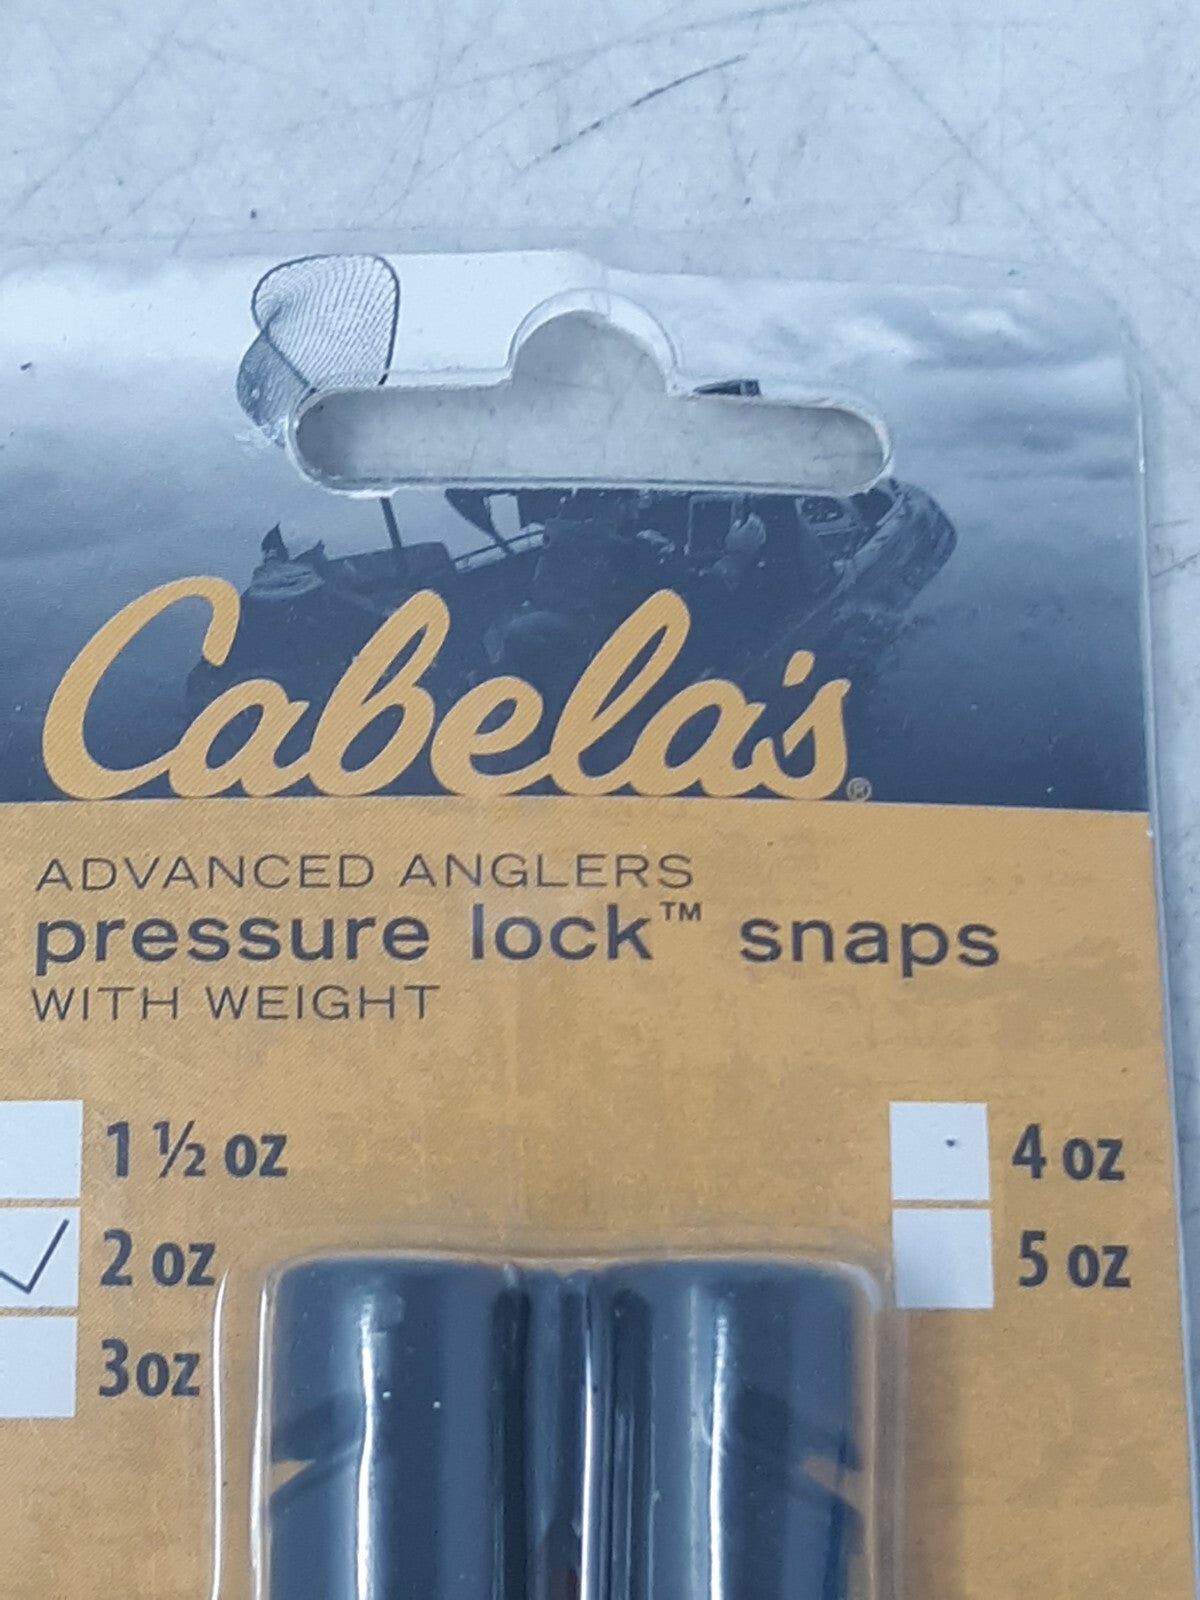 Cabela's®
ADVANCED ANGLERS
pressure lock™ snaps
WITH WEIGHT
1 ½ oz
2 oz
3oz
4 oz
5 oz